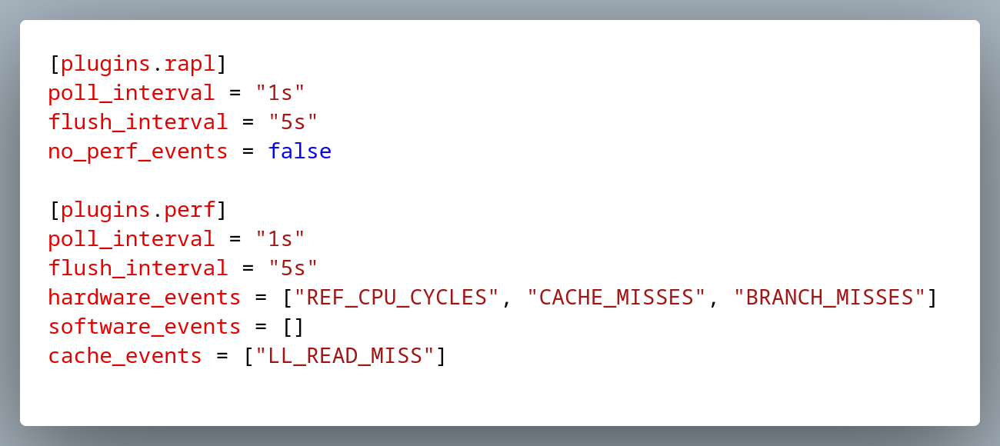 [plugins.rapl]
poll_interval = "1s"
flush_interval = "5s"
no_perf_events = false

[plugins.perf]
poll_interval = "1s"
flush_interval = "5s"
hardware_events = ["REF_CPU_CYCLES", "CACHE_MISSES", "BRANCH_MISSES"]
software_events = []
cache_events = ["LL_READ_MISS"]